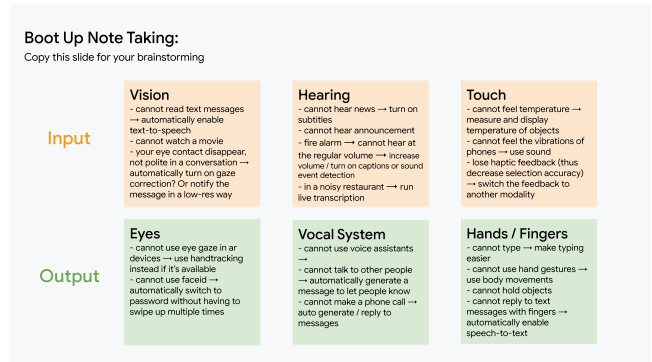 Boot Up Note Taking:
Copy this slide for your brainstorming
Input
Vision
- cannot read text messages
→ automatically enable
text-to-speech
- cannot watch a movie
- your eye contact disappear,
not polite in a conversation →
automatically turn on gaze
correction? Or notify the
message in a low-res way
Hearing
- cannot hear news → turn on
subtitles
- cannot hear announcement
- fire alarm → cannot hear at
the regular volume → increase
volume / turn on captions or sound
event detection
- in a noisy restaurant → run
live transcription
Touch
- cannot feel temperature →
measure and display
temperature of objects
- cannot feel the vibrations of
phones → use sound
- lose haptic feedback (thus
decrease selection accuracy)
→ switch the feedback to
another modality
Output
Eyes
- cannot use eye gaze in ar
devices → use handtracking
instead if it's available
- cannot use faceid →
automatically switch to
password without having to
swipe up multiple times
Vocal System
- cannot use voice assistants
→
- cannot talk to other people
→ automatically generate a
message to let people know
- cannot make a phone call →
auto generate / reply to
messages
Hands / Fingers
- cannot type → make typing
easier
- cannot use hand gestures →
use body movements
- cannot hold objects
- cannot reply to text
messages with fingers →
automatically enable
speech-to-text